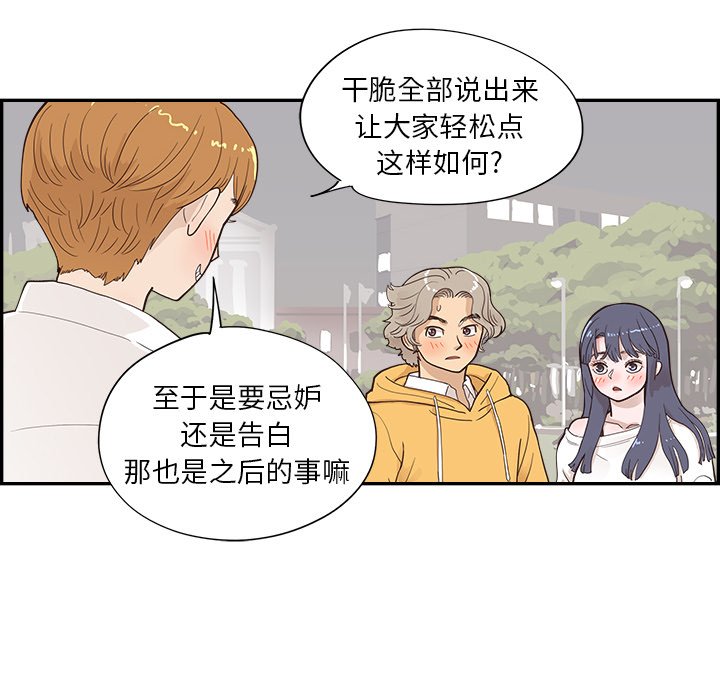 干脆全部说出来
让大家轻松点
这样如何?
至于是要忌妒
还是告白
那也是之后的事嘛